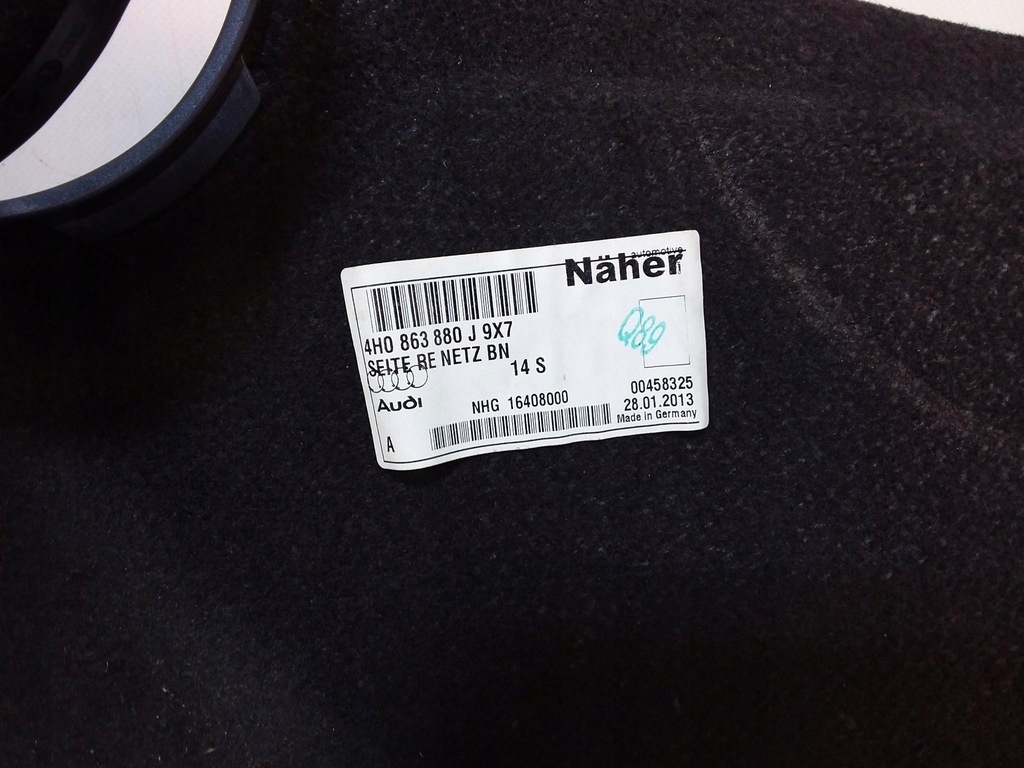 automotive
Näher
4H0 863 880 J 9X7
SEITE RE NETZ BN
14 S
Q89
Audi
NHG 16408000
00458325
28.01.2013
Made in Germany
A